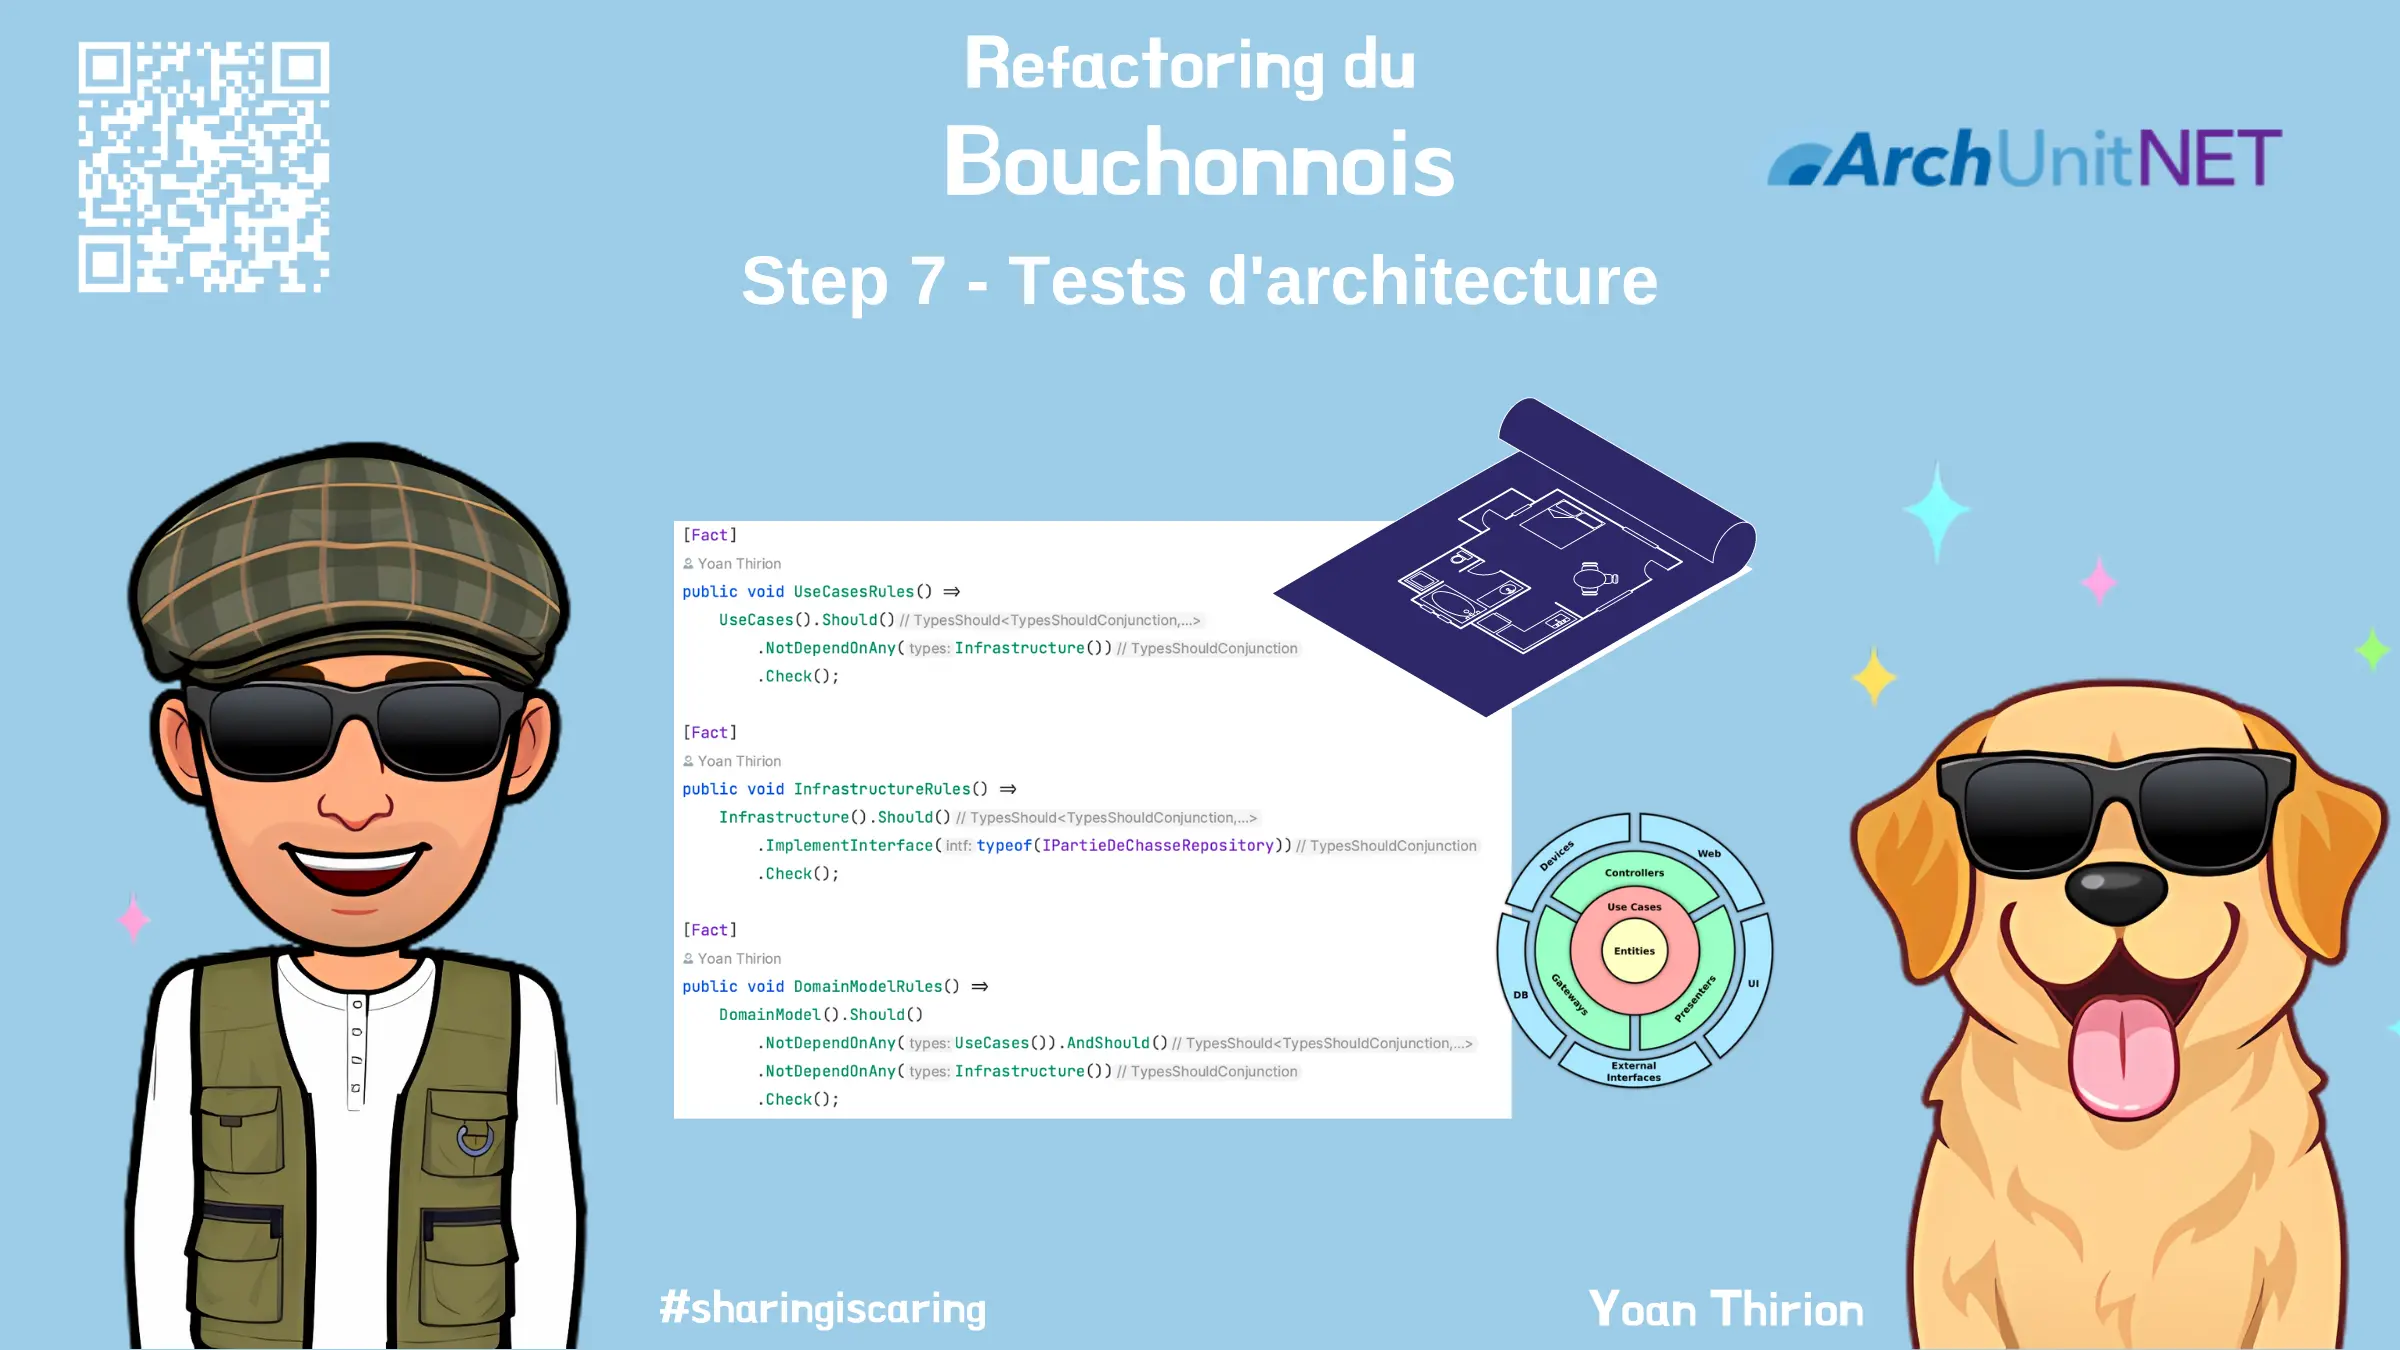 Refactoring du
Bouchonnois
ArchUnitNET
Step 7 - Tests d'architecture
[Fact]
Yoan Thirion
public void UseCasesRules() =>
UseCases().Should() // TypesShould<TypesShouldConjunction,...>
.NotDependOnAny( types: Infrastructure()) // TypesShouldConjunction
.Check();
[Fact]
Yoan Thirion
public void InfrastructureRules() =>
Infrastructure().Should() // TypesShould<TypesShouldConjunction,...>
.ImplementInterface( intf: typeof(IPartieDeChasseRepository)) // TypesShouldConjunction
.Check();
[Fact]
Yoan Thirion
public void DomainModelRules() =>
DomainModel().Should()
.NotDependOnAny( types: UseCases()).AndShould() // TypesShould<TypesShouldConjunction,...>
.NotDependOnAny( types: Infrastructure()) // TypesShouldConjunction
.Check();
Devices
Web
Controllers
Use Cases
Entities
Gateways
Presenters
DB
UI
External
Interfaces
#sharingiscaring
Yoan Thirion